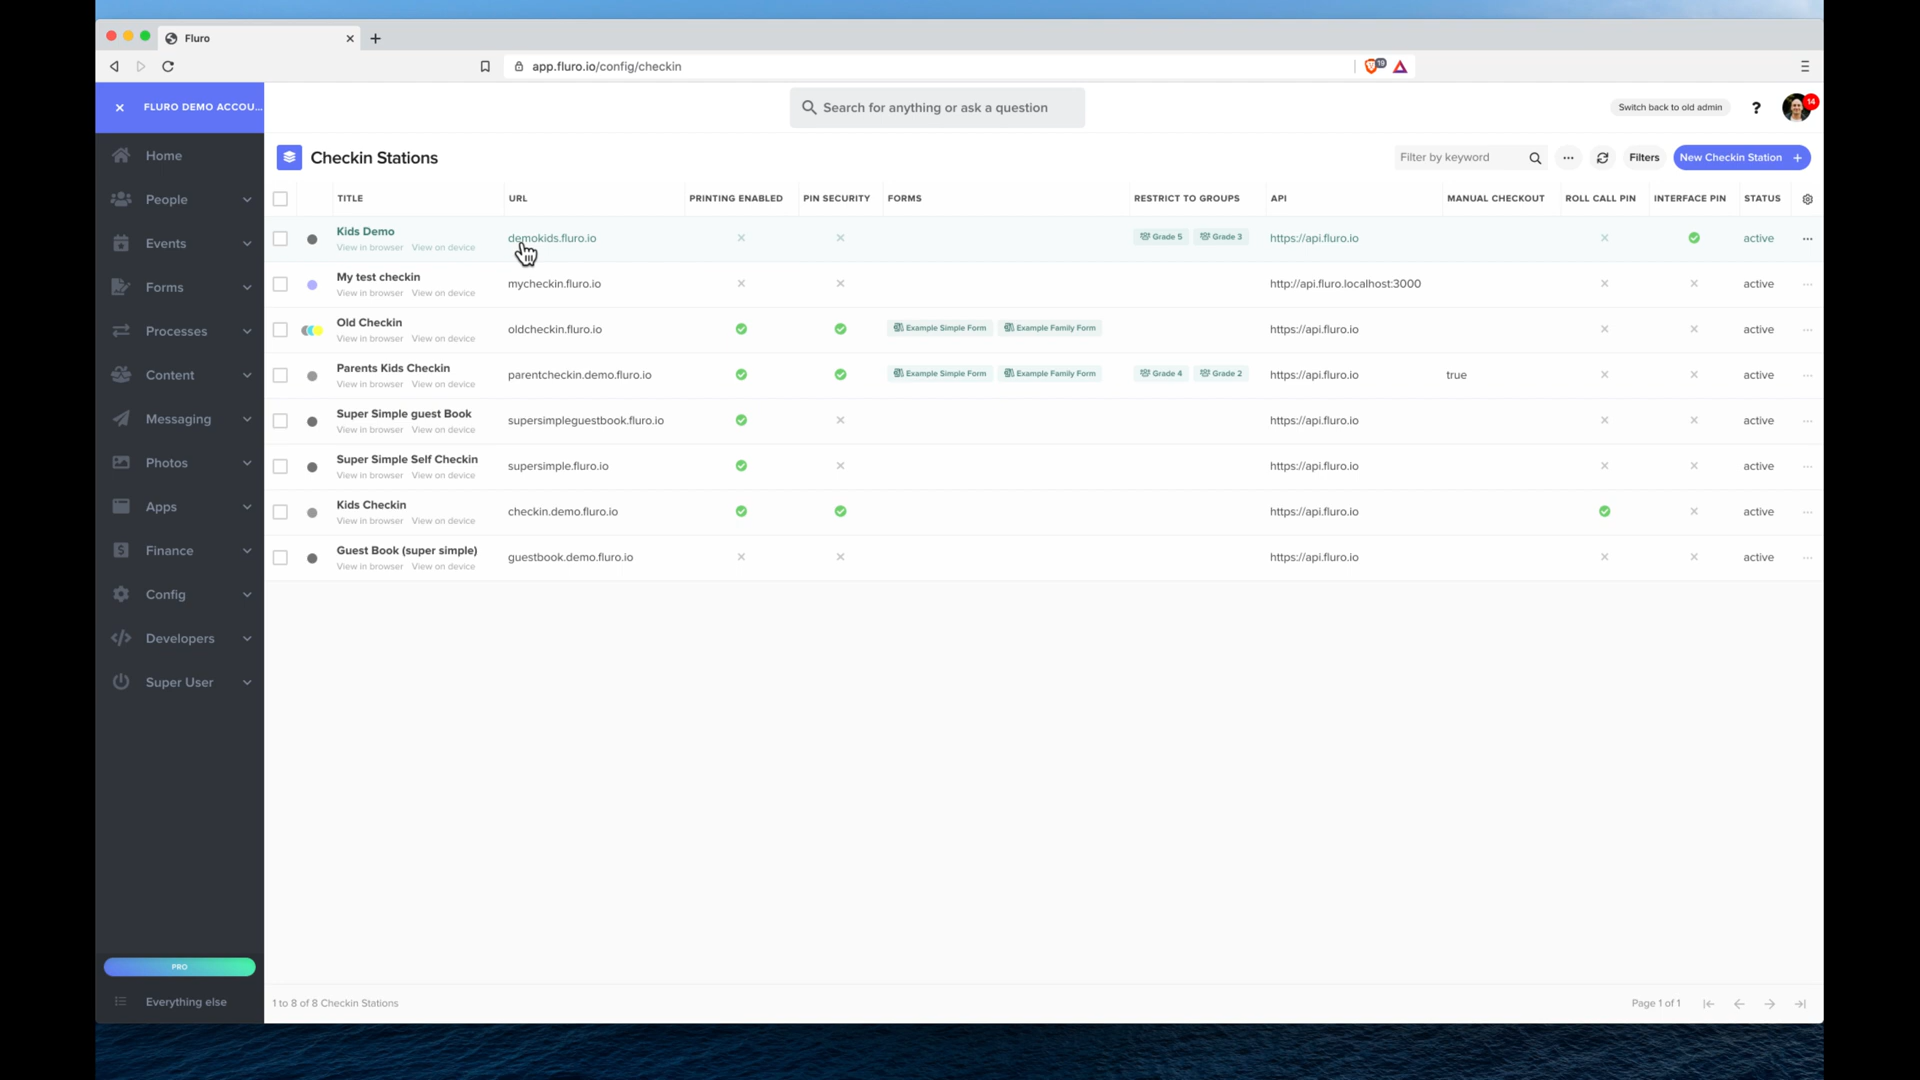 Fluro
app.fluro.io/config/checkin
19
FLURO DEMO ACCOU...
Search for anything or ask a question
Switch back to old admin
?
14
Home
People
Events
Forms
Processes
Content
Messaging
Photos
Apps
Finance
Config
Developers
Super User
PRO
Everything else
Checkin Stations
Filter by keyword
Filters
New Checkin Station +
TITLE URL PRINTING ENABLED PIN SECURITY FORMS RESTRICT TO GROUPS API MANUAL CHECKOUT ROLL CALL PIN INTERFACE PIN STATUS
Kids Demo
View in browser View on device
demokids.fluro.io Grade 5 Grade 3 https://api.fluro.io active
My test checkin
View in browser View on device
mycheckin.fluro.io http://api.fluro.localhost:3000 active
Old Checkin
View in browser View on device
oldcheckin.fluro.io Example Simple Form Example Family Form https://api.fluro.io active
Parents Kids Checkin
View in browser View on device
parentcheckin.demo.fluro.io Example Simple Form Example Family Form Grade 4 Grade 2 https://api.fluro.io true active
Super Simple guest Book
View in browser View on device
supersimpleguestbook.fluro.io https://api.fluro.io active
Super Simple Self Checkin
View in browser View on device
supersimple.fluro.io https://api.fluro.io active
Kids Checkin
View in browser View on device
checkin.demo.fluro.io https://api.fluro.io active
Guest Book (super simple)
View in browser View on device
guestbook.demo.fluro.io https://api.fluro.io active
1 to 8 of 8 Checkin Stations
Page 1 of 1